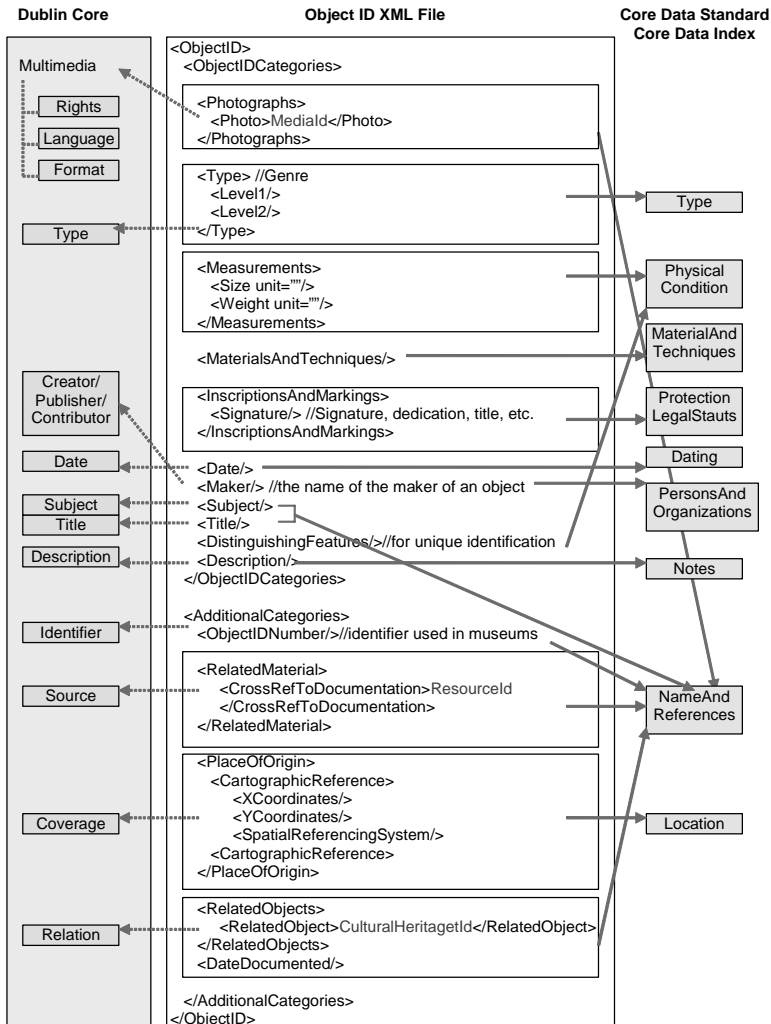 Dublin Core
Object ID XML File
Core Data Standard
Core Data Index
Multimedia
Rights
Language
Format
Type
Creator/
Publisher/
Contributor
Date
Subject
Title
Description
Identifier
Source
Coverage
Relation
<ObjectID>
<ObjectIDCategories>
<Photographs>
<Photo>MediaId</Photo>
</Photographs>
<Type> //Genre
<Level1/>
<Level2/>
</Type>
<Measurements>
<Size unit=””/>
<Weight unit=””/>
</Measurements>
<MaterialsAndTechniques/>
<InscriptionsAndMarkings>
<Signature/> //Signature, dedication, title, etc.
</InscriptionsAndMarkings>
<Date/>
<Maker/> //the name of the maker of an object
<Subject/>
<Title/>
<DistinguishingFeatures/>//for unique identification
<Description/>
</ObjectIDCategories>
<AdditionalCategories>
<ObjectIDNumber/>//identifier used in museums
<RelatedMaterial>
<CrossRefToDocumentation>ResourceId
</CrossRefToDocumentation>
</RelatedMaterial>
<PlaceOfOrigin>
<CartographicReference>
<XCoordinates/>
<YCoordinates/>
<SpatialReferencingSystem/>
<CartographicReference>
</PlaceOfOrigin>
<RelatedObjects>
<RelatedObject>CulturalHeritagetId</RelatedObject>
</RelatedObjects>
<DateDocumented/>
</AdditionalCategories>
</ObjectID>
Type
Physical
Condition
MaterialAnd
Techniques
Protection
LegalStauts
Dating
PersonsAnd
Organizations
Notes
NameAnd
References
Location